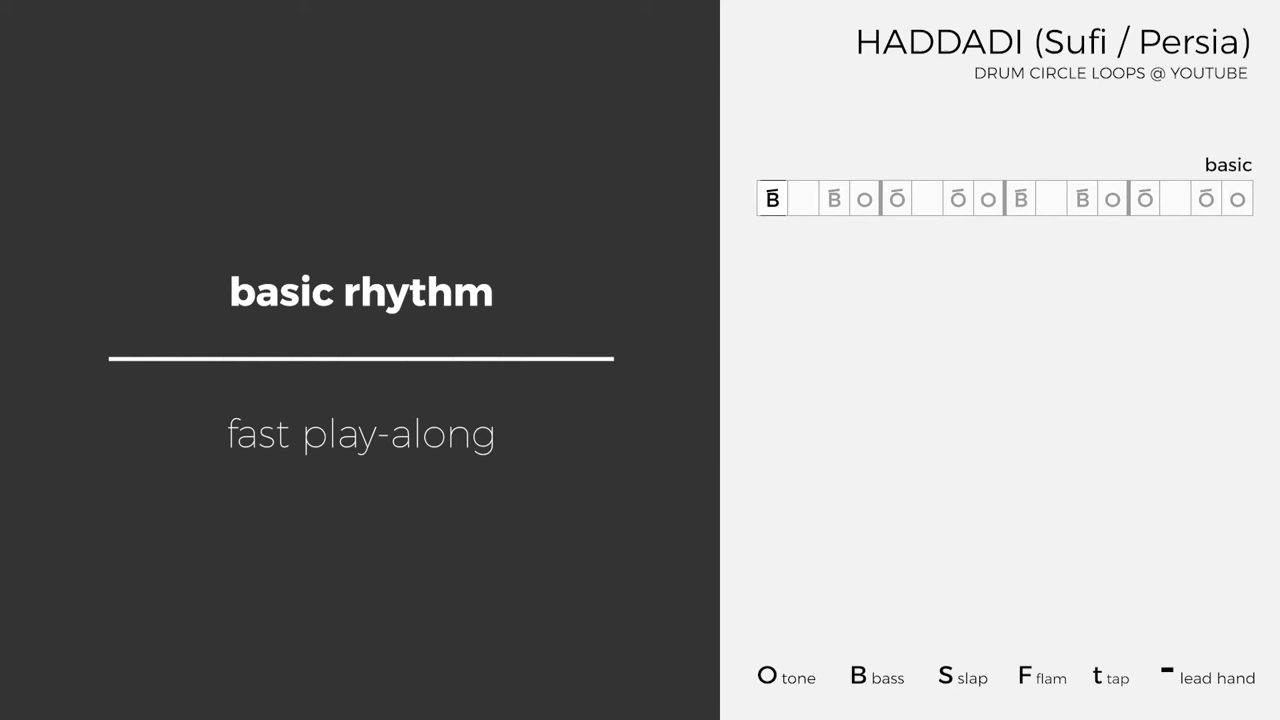 basic rhythm
fast play-along
HADDADI (Sufi / Persia)
DRUM CIRCLE LOOPS @ YOUTUBE
basic
B̄ B̄ O Ō Ō O B̄ B̄ O Ō Ō O
O tone B bass S slap F flam t tap - lead hand